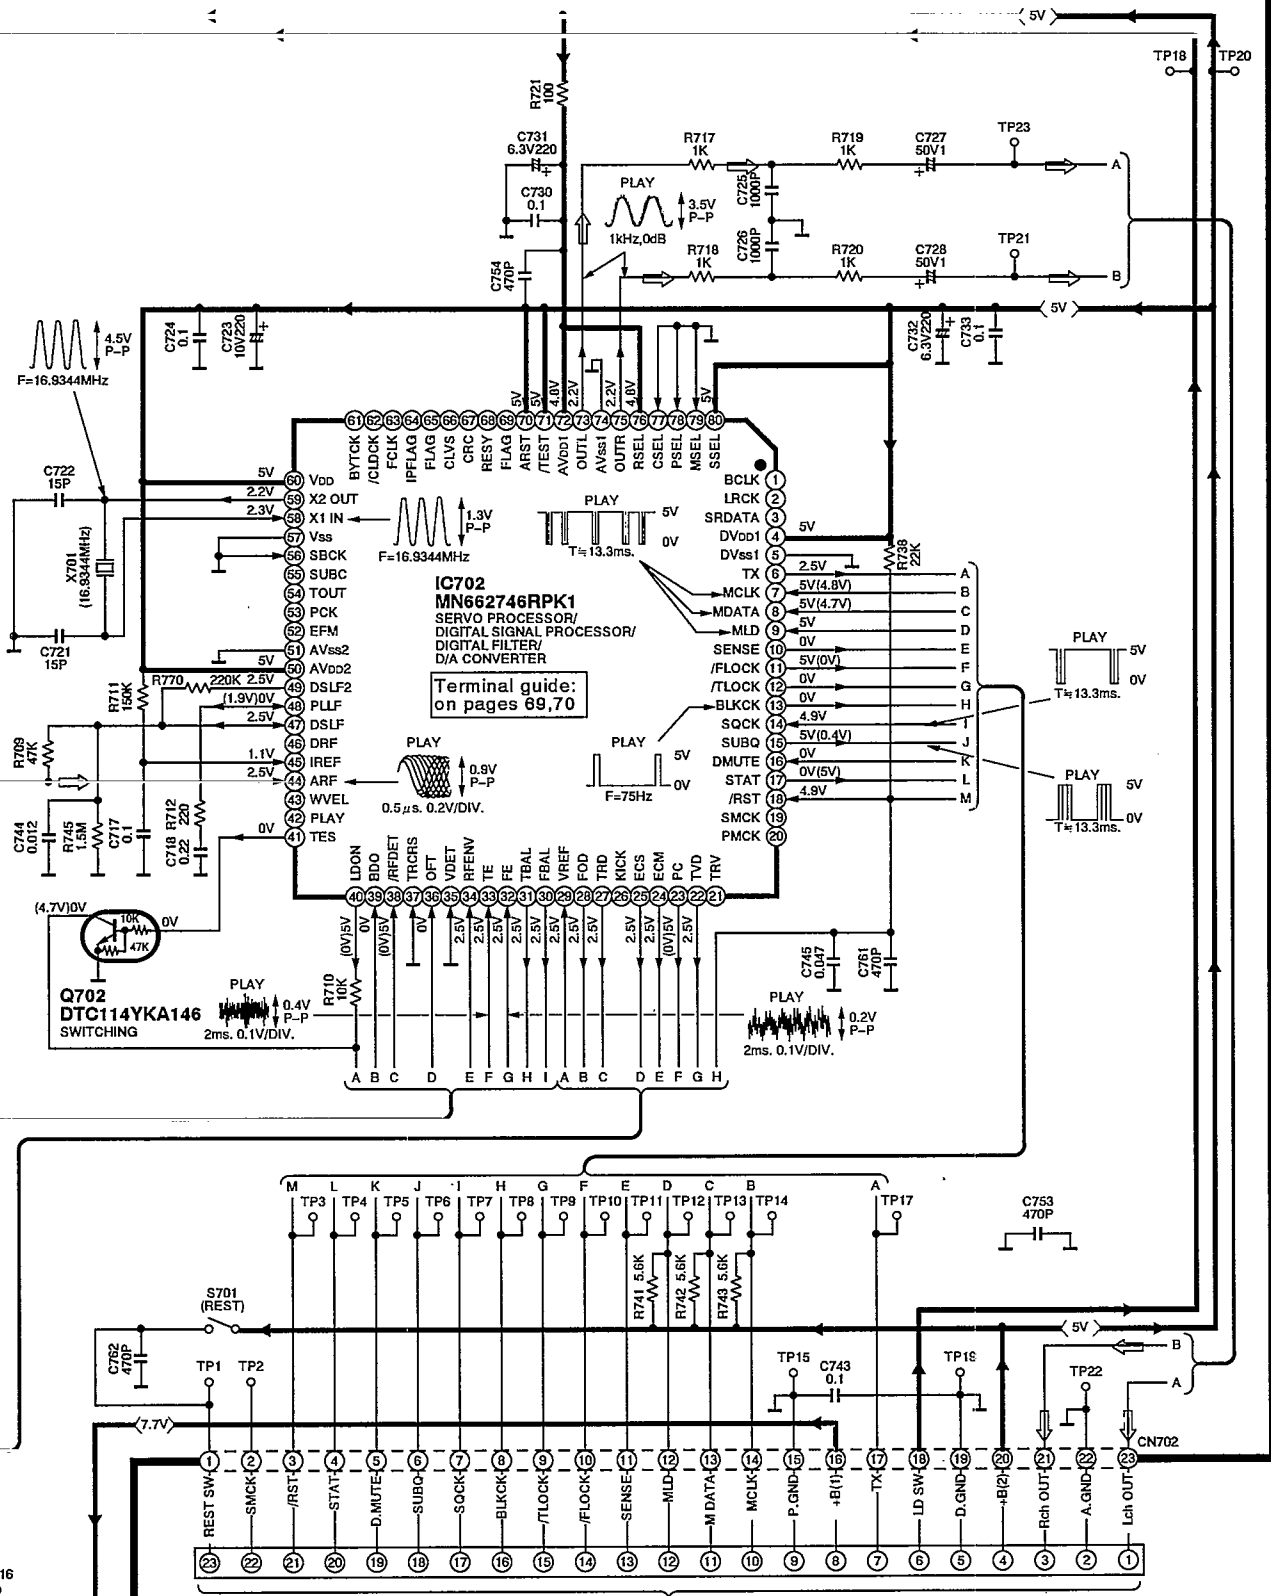 5V
TP18
TP20
R721
100
C731
6.3V220
R717
1K
R719
1K
C727
50V1
TP23
A
PLAY
3.5V
P-P
1kHz,0dB
C730
0.1
C725
1000P
C726
1000P
C754
470P
R718
1K
R720
1K
C728
50V1
TP21
B
5V
4.5V
P-P
F=16.9344MHz
C724
0.1
C723
10V220
C732
6.3V220
C733
0.1
5V
5V
4.8V
2.2V
2.2V
4.8V
5V
61 62 63 64 65 66 67 68 69 70 71 72 73 74 75 76 77 78 79 80
BYTCK
/CLDCK
FCLK
IPFLAG
FLAG
CLVS
CRC
RESY
FLAG
ARST
/TEST
AVDD1
OUTL
AVss1
OUTR
RSEL
CSEL
PSEL
MSEL
SSEL
C722
15P
X701
(16.9344MHz)
C721
15P
5V 60 VDD
2.2V 59 X2 OUT
2.3V 58 X1 IN
57 Vss
56 SBCK
55 SUBC
54 TOUT
53 PCK
52 EFM
51 AVss2
5V 50 AVDD2
R770 220K 2.5V 49 DSLF2
(1.9V)0V 48 PLLF
2.5V 47 DSLF
46 DRF
1.1V 45 IREF
2.5V 44 ARF
43 WVEL
42 PLAY
0V 41 TES
1.3V
P-P
F=16.9344MHz
PLAY
5V
0V
T≒13.3ms.
IC702
MN662746RPK1
SERVO PROCESSOR/
DIGITAL SIGNAL PROCESSOR/
DIGITAL FILTER/
D/A CONVERTER
Terminal guide:
on pages 69,70
PLAY
0.9V
P-P
0.5μs. 0.2V/DIV.
PLAY
5V
0V
F=75Hz
BCLK 1
LRCK 2
SRDATA 3
DVDD1 4 5V
DVss1 5
TX 6 2.5V A
MCLK 7 5V(4.8V) B
MDATA 8 5V(4.7V) C
MLD 9 5V D
SENSE 10 0V E
/FLOCK 11 5V(0V) F
/TLOCK 12 0V G
BLKCK 13 0V H
SQCK 14 4.9V I
SUBQ 15 5V(0.4V) J
DMUTE 16 0V K
STAT 17 0V(5V) L
/RST 18 4.9V M
SMCK 19
PMCK 20
R738
22K
PLAY
5V
0V
T≒13.3ms.
PLAY
5V
0V
T≒13.3ms.
R711
150K
R709
47K
C744
0.012
R745
1.5M
C717
0.1
R712
220
C718
0.22
LDON
BDO
/RFDET
TRCRS
OFT
VDET
RFENV
TE
FE
TBAL
FBAL
VREF
FOD
TRD
KICK
ECS
ECM
PC
TVD
TRV
40 39 38 37 36 35 34 33 32 31 30 29 28 27 26 25 24 23 22 21
(0V)5V
0V
(0V)5V
0V
2.5V
2.5V
2.5V
2.5V
2.5V
2.5V
2.5V
2.5V
2.5V
2.5V
(0V)5V
2.5V
(4.7V)0V
10K
47K
0V
Q702
DTC114YKA146
SWITCHING
PLAY
0.4V
P-P
2ms. 0.1V/DIV.
R710
10K
PLAY
0.2V
P-P
2ms. 0.1V/DIV.
C745
0.047
C761
470P
A B C D E F G H I A B C D E F G H
M L K J I H G F E D C B A
TP3 TP4 TP5 TP6 TP7 TP8 TP9 TP10 TP11 TP12 TP13 TP14 TP17
C753
470P
R741 5.6K
R742 5.6K
R743 5.6K
S701
(REST)
C762
470P
TP1
TP2
5V
B
A
TP15
C743
0.1
TP19
TP22
7.7V
CN702
1 2 3 4 5 6 7 8 9 10 11 12 13 14 15 16 17 18 19 20 21 22 23
REST SW
SMCK
/RST
STAT
D.MUTE
SUBQ
SQCK
BLKCK
/TLOCK
/FLOCK
SENSE
MLD
M DATA
MCLK
P.GND
+B(1)
TX
LD SW
D.GND
+B(2)
Rch OUT
A.GND
Lch OUT
23 22 21 20 19 18 17 16 15 14 13 12 11 10 9 8 7 6 5 4 3 2 1
16